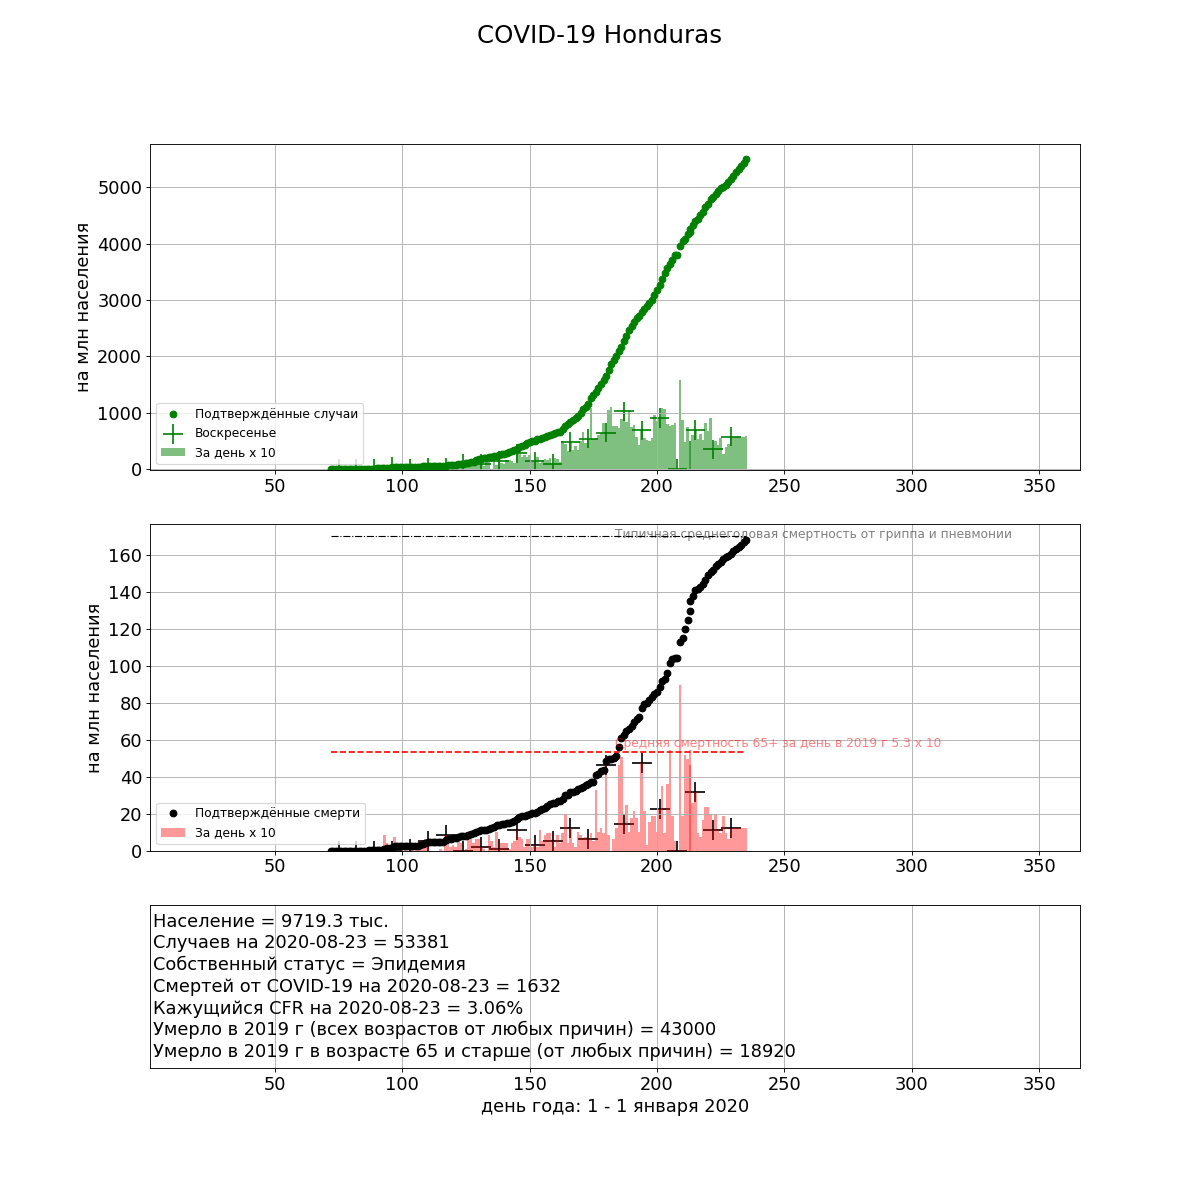 COVID-19 Honduras
на млн населения
5000
4000
3000
2000
1000
0
Подтверждённые случаи
Воскресенье
За день x 10
50 100 150 200 250 300 350
на млн населения
160
140
120
100
80
60
40
20
0
Типичная среднегодовая смертность от гриппа и пневмонии
смертность 65+ за день в 2019 г 5.3 x 10
Подтверждённые смерти
За день x 10
50 100 150 200 250 300 350
Население = 9719.3 тыс.
Случаев на 2020-08-23 = 53381
Собственный статус = Эпидемия
Смертей от COVID-19 на 2020-08-23 = 1632
Кажущийся CFR на 2020-08-23 = 3.06%
Умерло в 2019 г (всех возрастов от любых причин) = 43000
Умерло в 2019 г в возрасте 65 и старше (от любых причин) = 18920
50 100 150 200 250 300 350
день года: 1 - 1 января 2020